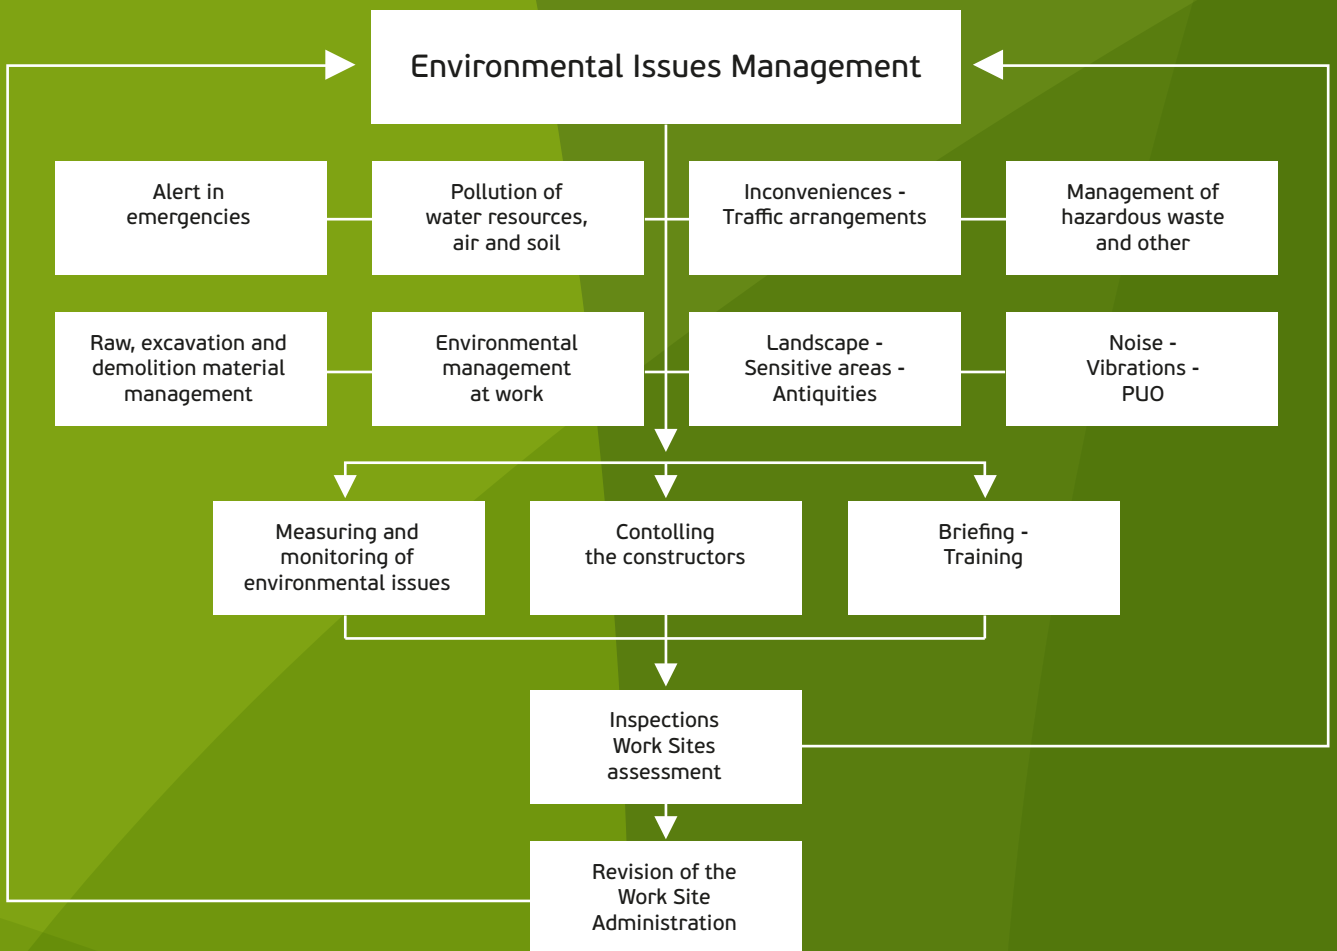 Environmental Issues Management
Alert in
emergencies
Pollution of
water resources,
air and soil
Inconveniences -
Traffic arrangements
Management of
hazardous waste
and other
Raw, excavation and
demolition material
management
Environmental
management
at work
Landscape -
Sensitive areas -
Antiquities
Noise -
Vibrations -
PUO
Measuring and
monitoring of
environmental issues
Contolling
the constructors
Briefing -
Training
Inspections
Work Sites
assessment
Revision of the
Work Site
Administration